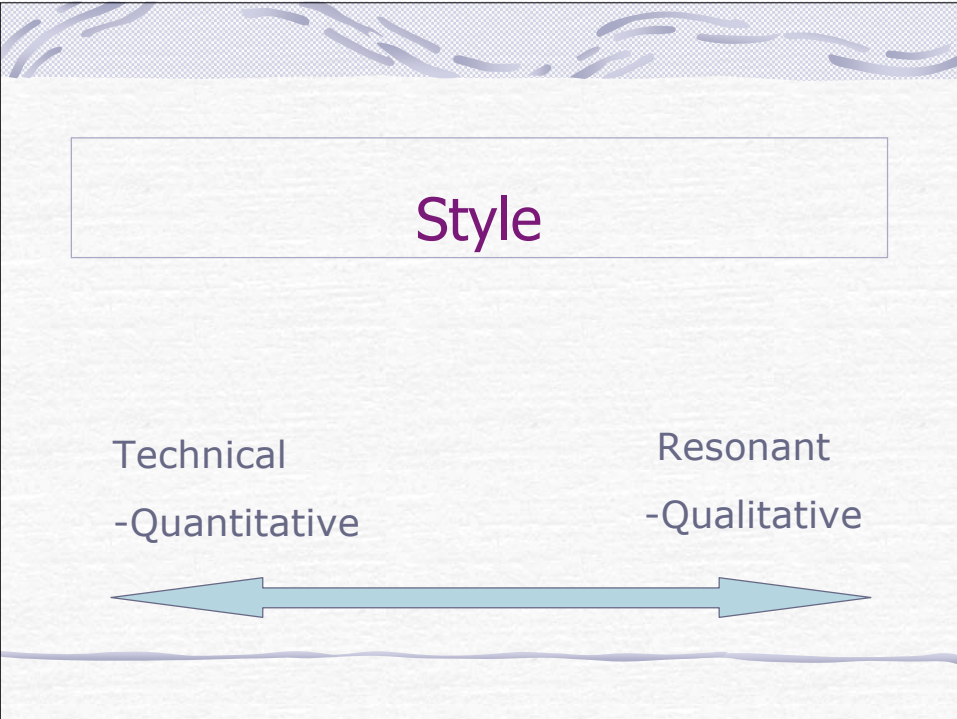 Style
Technical
-Quantitative
Resonant
-Qualitative